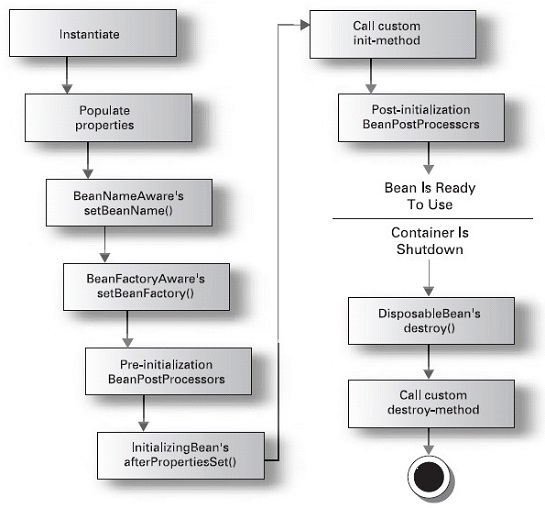 Instantiate
Populate
properties
BeanNameAware's
setBeanName()
BeanFactoryAware's
setBeanFactory()
Pre-initialization
BeanPostProcessors
InitializingBean's
afterPropertiesSet()
Call custom
init-method
Post-initialization
BeanPostProcessors
Bean Is Ready
To Use
Container Is
Shutdown
DisposableBean's
destroy()
Call custom
destroy-method